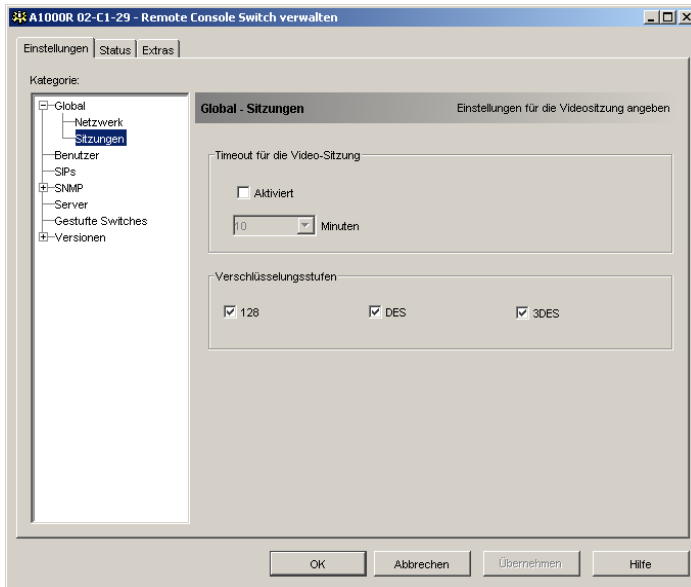 A1000R 02-C1-29 - Remote Console Switch verwalten
Einstellungen Status Extras
Kategorie:
Global
Netzwerk
Sitzungen
Benutzer
SIPs
SNMP
Server
Gestufte Switches
Versionen
Global - Sitzungen Einstellungen für die Videositzung angeben
Timeout für die Video-Sitzung
Aktiviert
10 Minuten
Verschlüsselungsstufen
128 DES 3DES
OK Abbrechen Übernehmen Hilfe